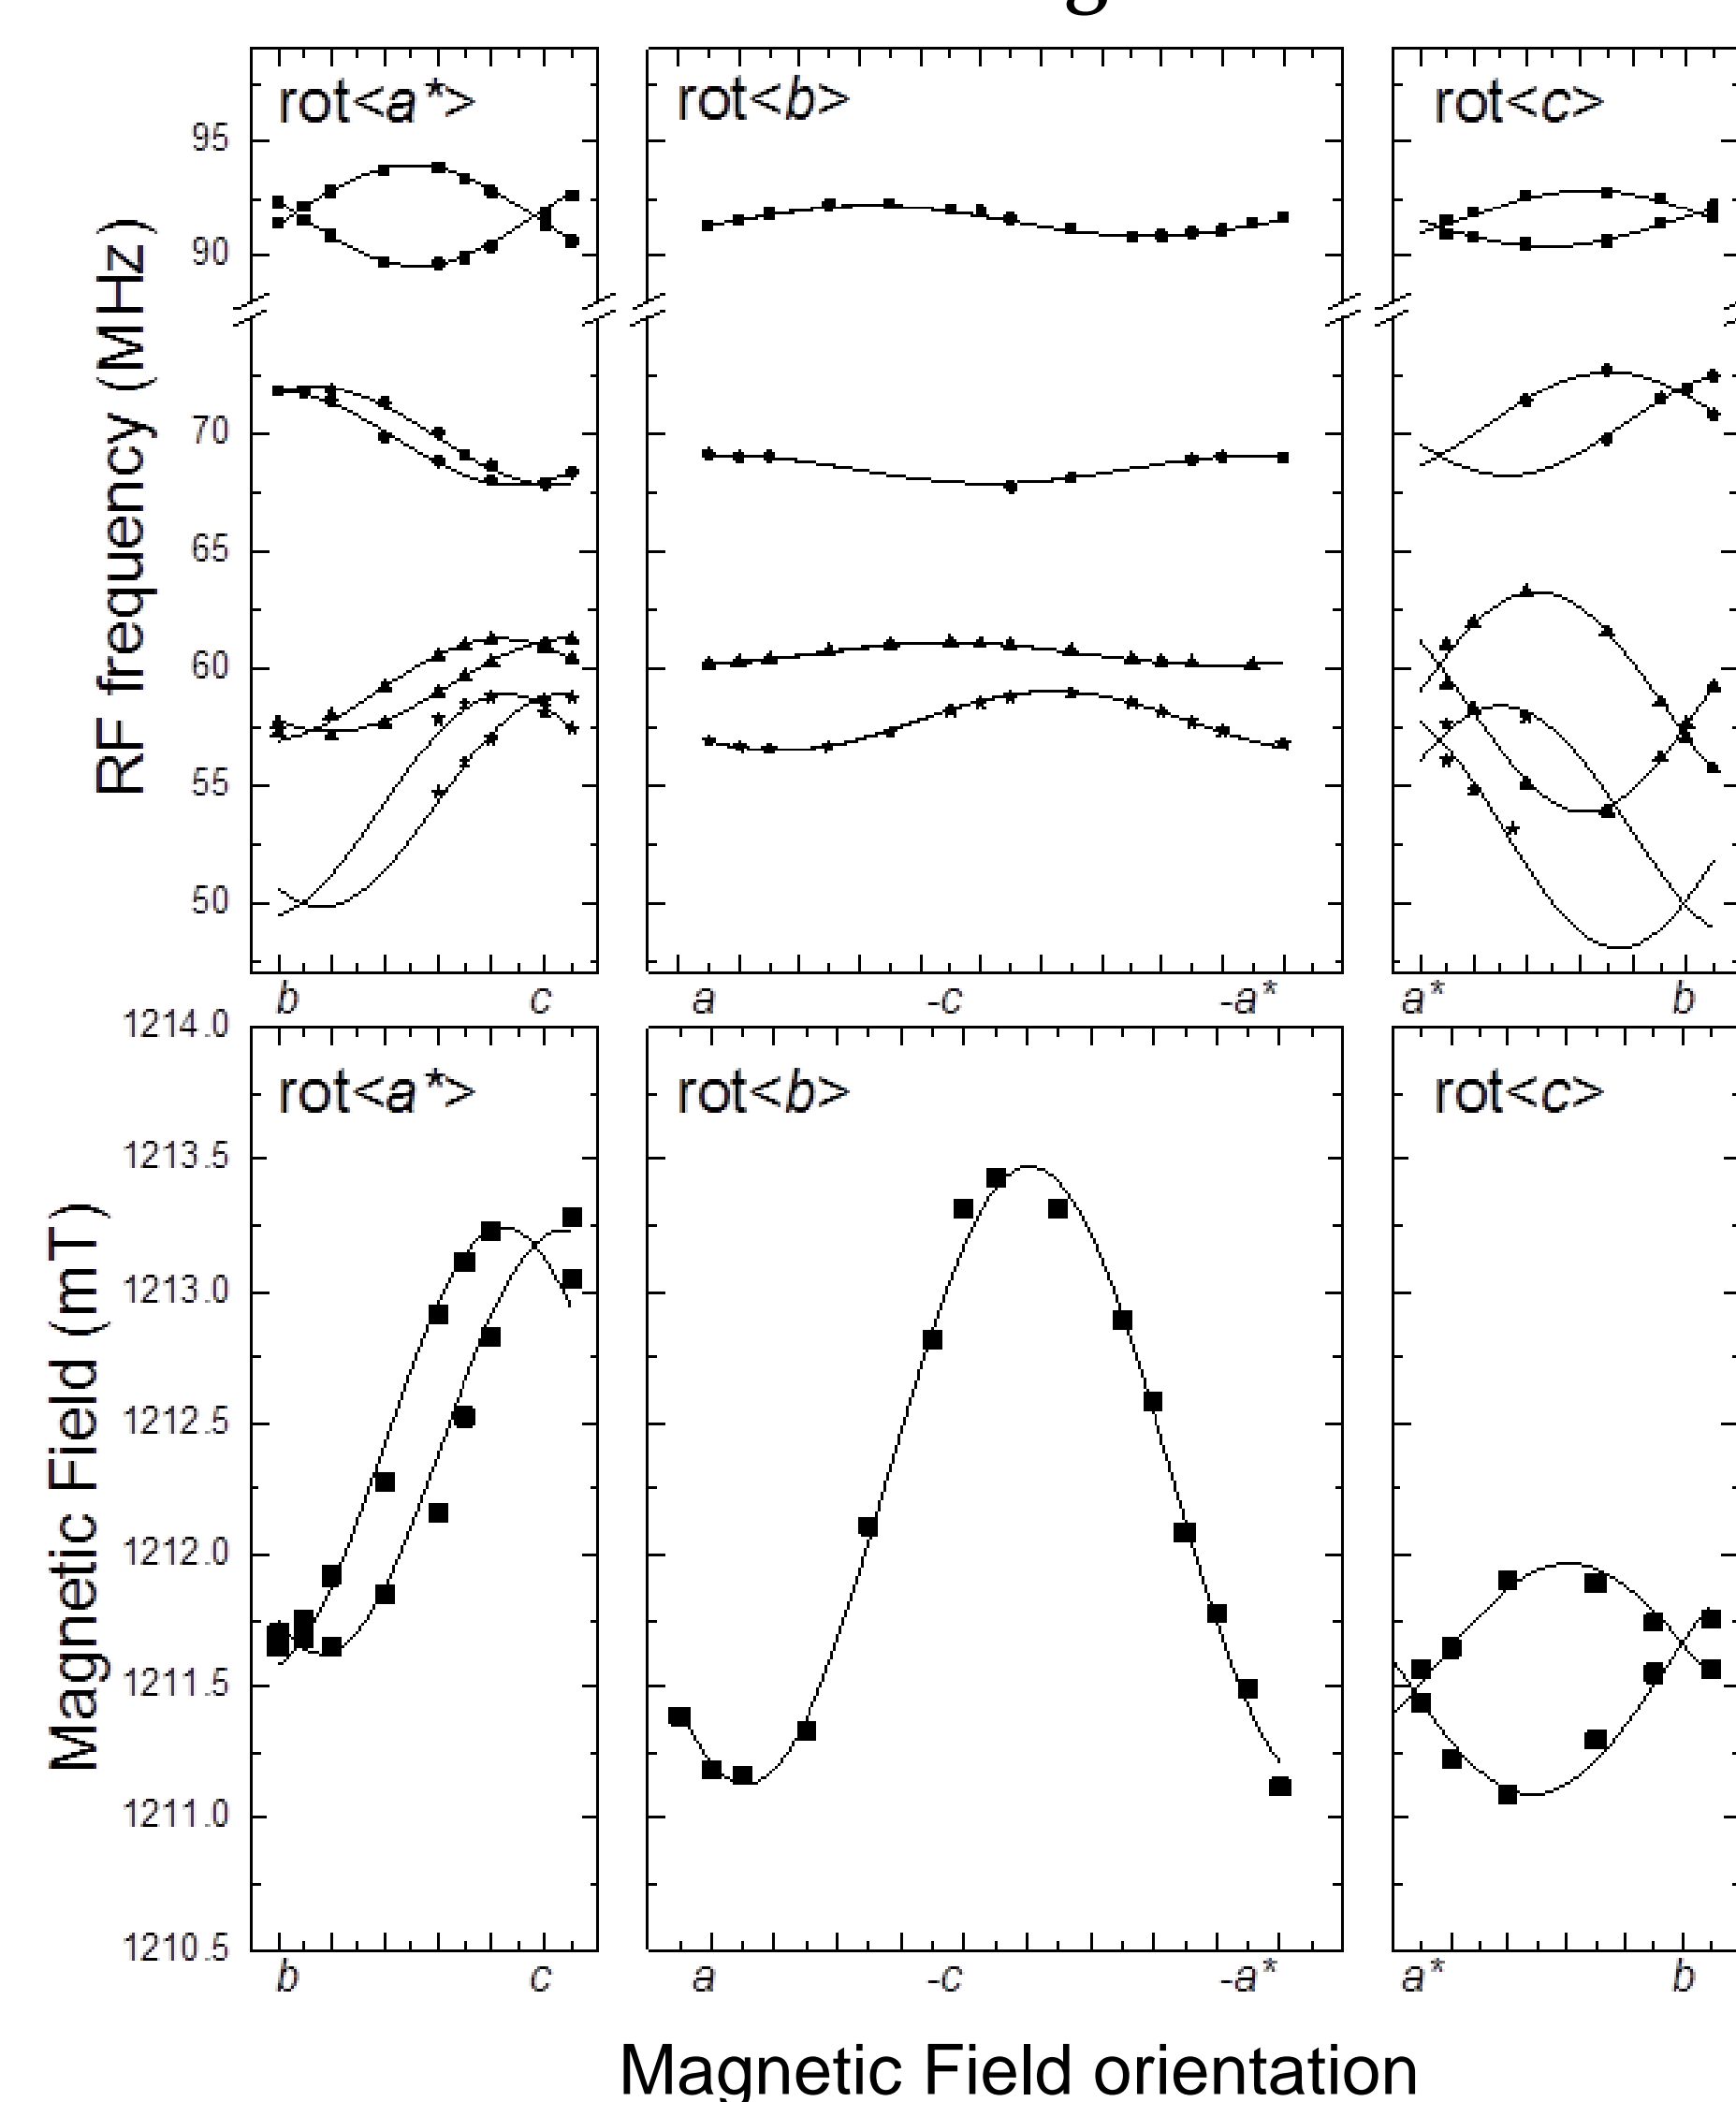 g
rot<a*>
rot<b>
rot<c>
RF frequency (MHz)
95
90
70
65
60
55
50
b
c
a
-c
-a*
a*
b
Magnetic Field (mT)
1214.0
1213.5
1213.0
1212.5
1212.0
1211.5
1211.0
1210.5
rot<a*>
rot<b>
rot<c>
b
c
a
-c
-a*
a*
b
Magnetic Field orientation